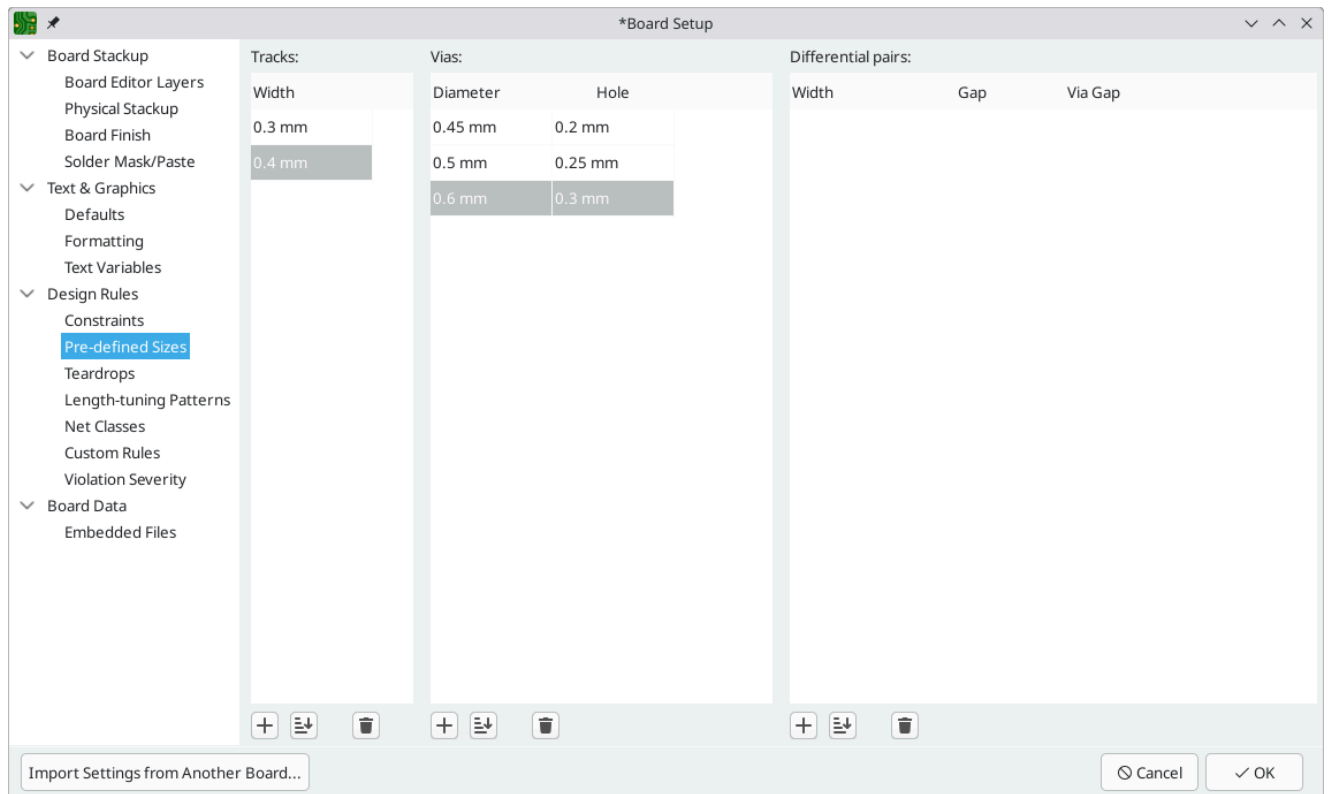 *Board Setup
Board Stackup
Board Editor Layers
Physical Stackup
Board Finish
Solder Mask/Paste
Text & Graphics
Defaults
Formatting
Text Variables
Design Rules
Constraints
Pre-defined Sizes
Teardrops
Length-tuning Patterns
Net Classes
Custom Rules
Violation Severity
Board Data
Embedded Files
Tracks:
Width
0.3 mm
0.4 mm
Vias:
Diameter Hole
0.45 mm 0.2 mm
0.5 mm 0.25 mm
0.6 mm 0.3 mm
Differential pairs:
Width Gap Via Gap
Import Settings from Another Board...
Cancel
OK